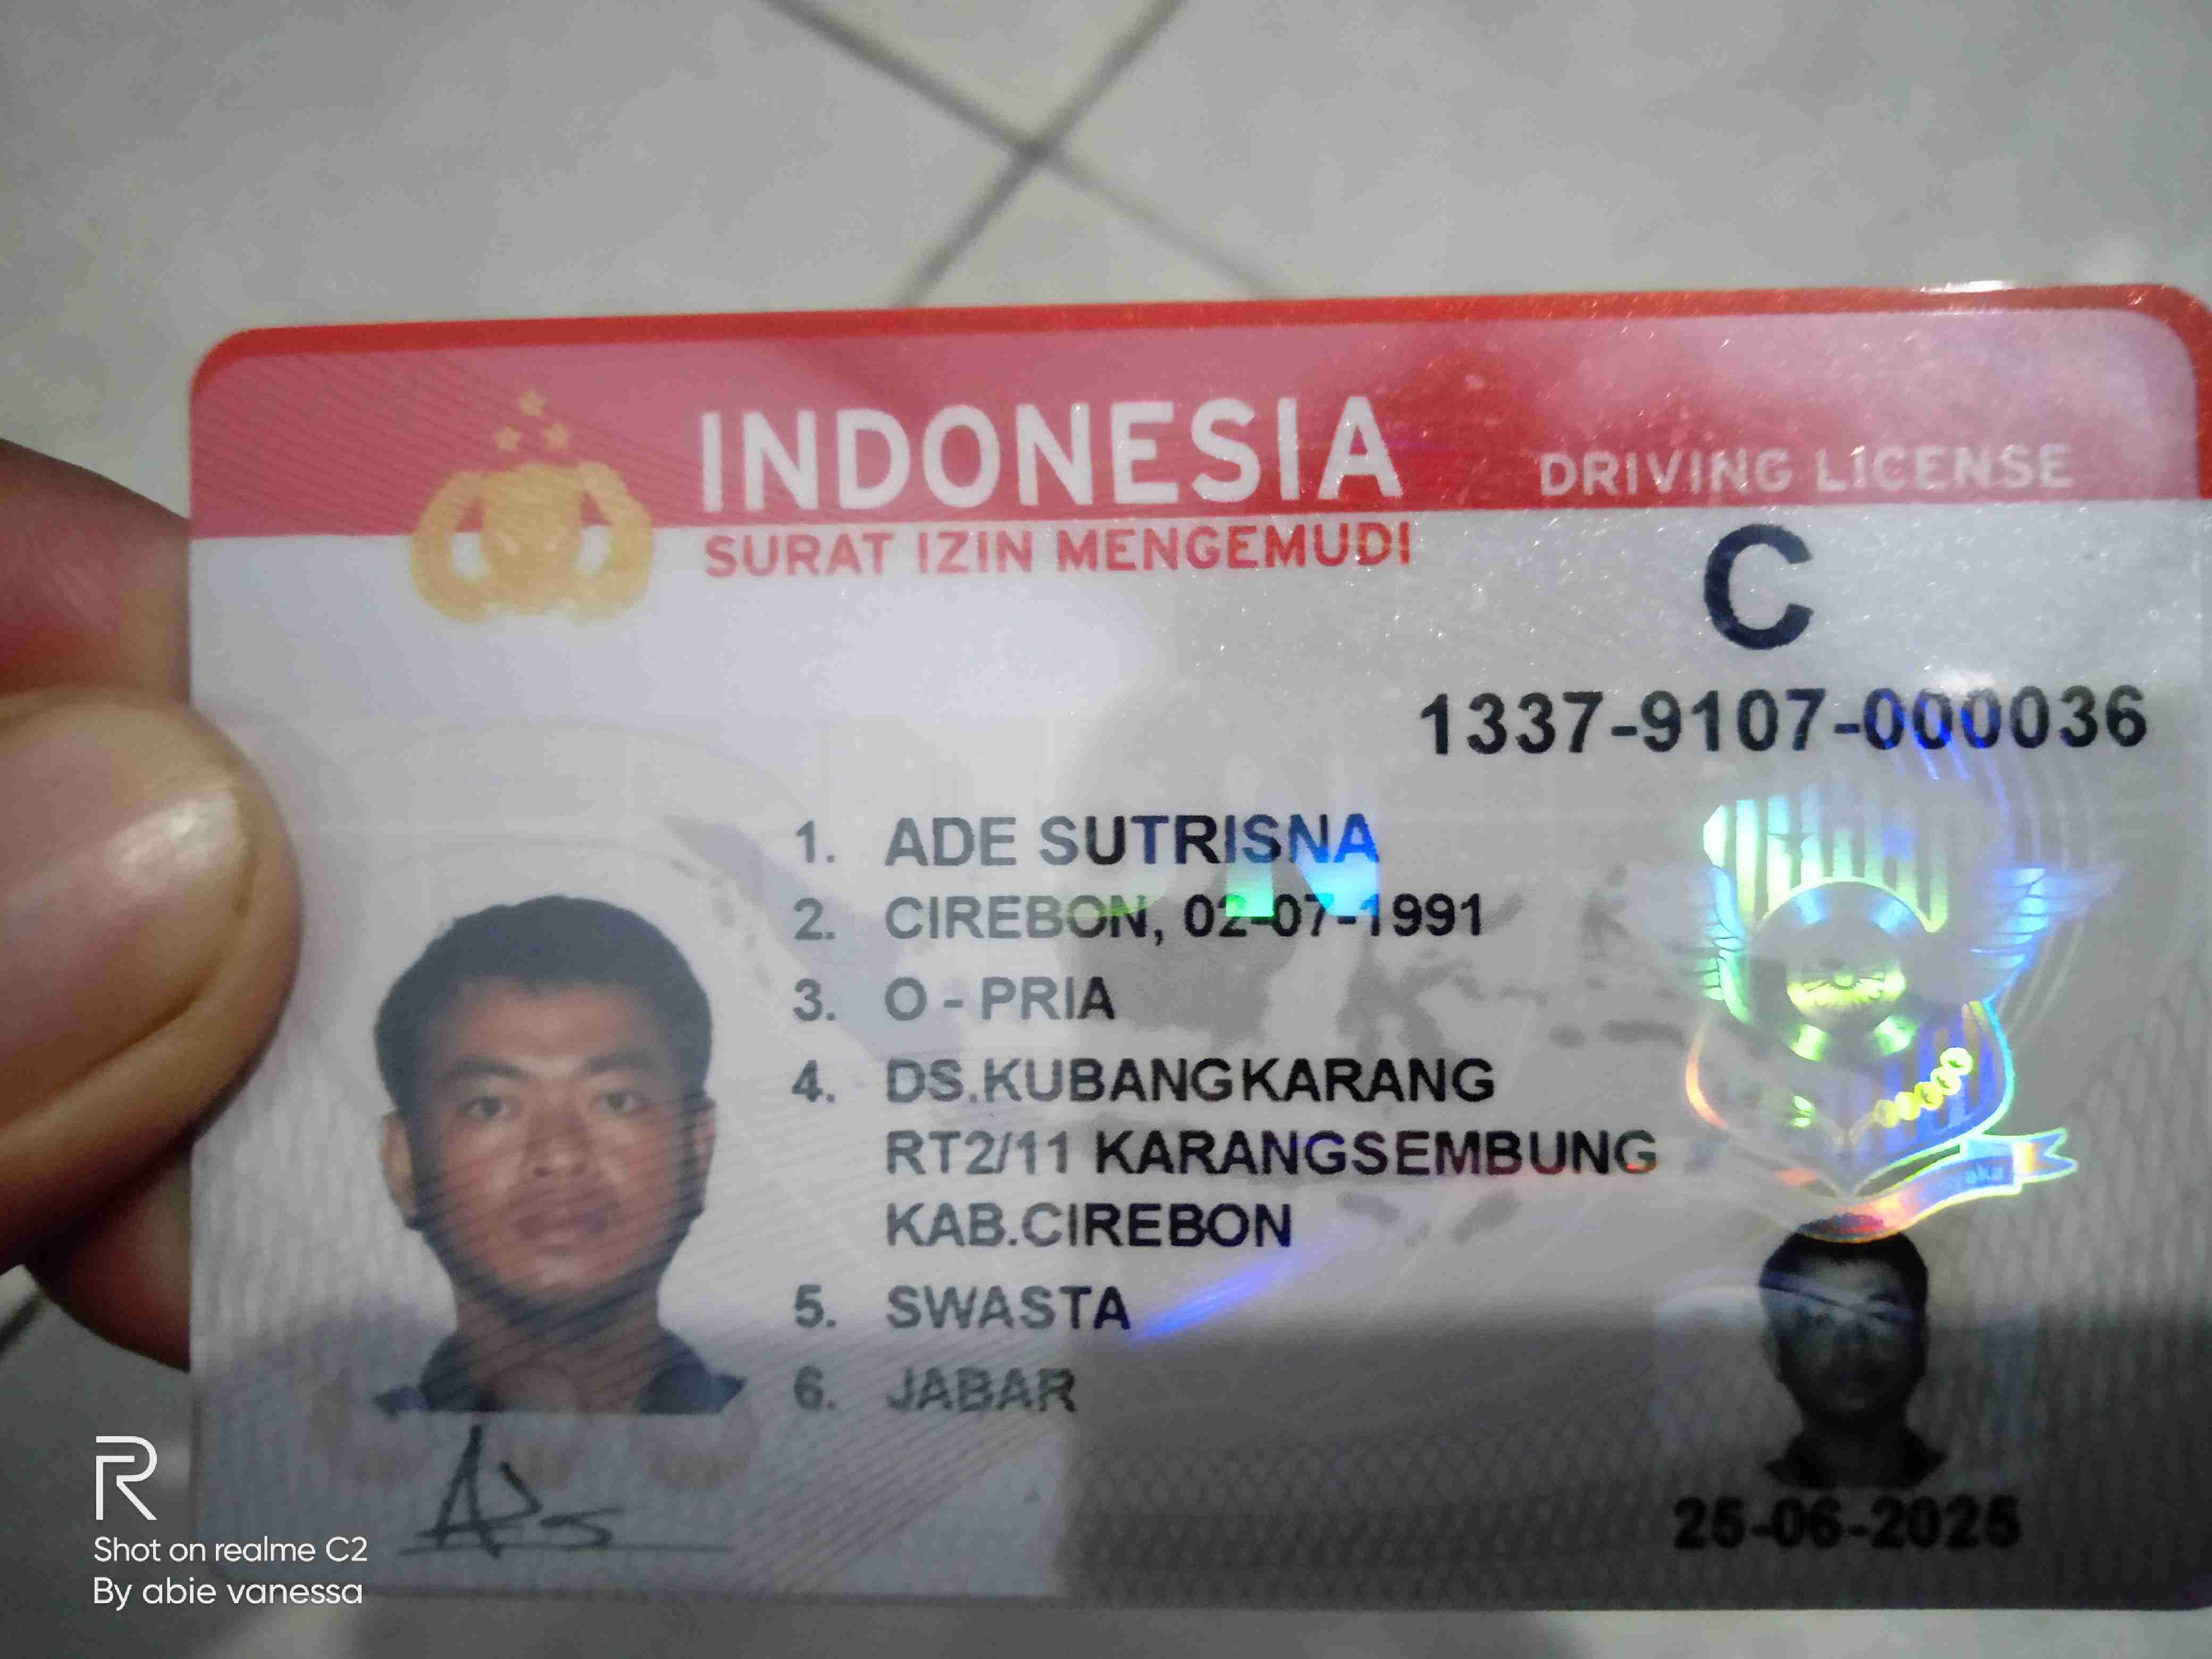 INDONESIA
DRIVING LICENSE
SURAT IZIN MENGEMUDI
C
1337-9107-000036
1. ADE SUTRISNA
2. CIREBON, 02-07-1991
3. O - PRIA
4. DS.KUBANGKARANG
RT2/11 KARANGSEMBUNG
KAB.CIREBON
5. SWASTA
6. JABAR
25-06-2025
R
Shot on realme C2
By abie vanessa